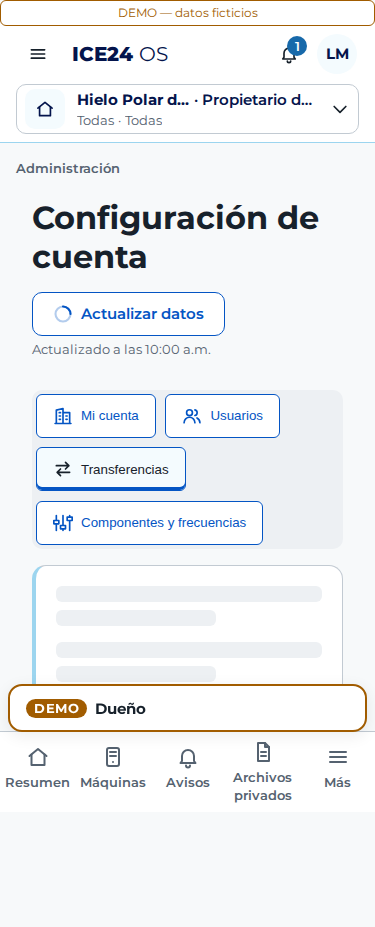 DEMO — datos ficticios
ICE24 OS
1
LM
Hielo Polar d... · Propietario d...
Todas · Todas
Administración
Configuración de
cuenta
Actualizar datos
Actualizado a las 10:00 a.m.
Mi cuenta
Usuarios
Transferencias
Componentes y frecuencias
DEMO Dueño
Resumen
Máquinas
Avisos
Archivos
privados
Más